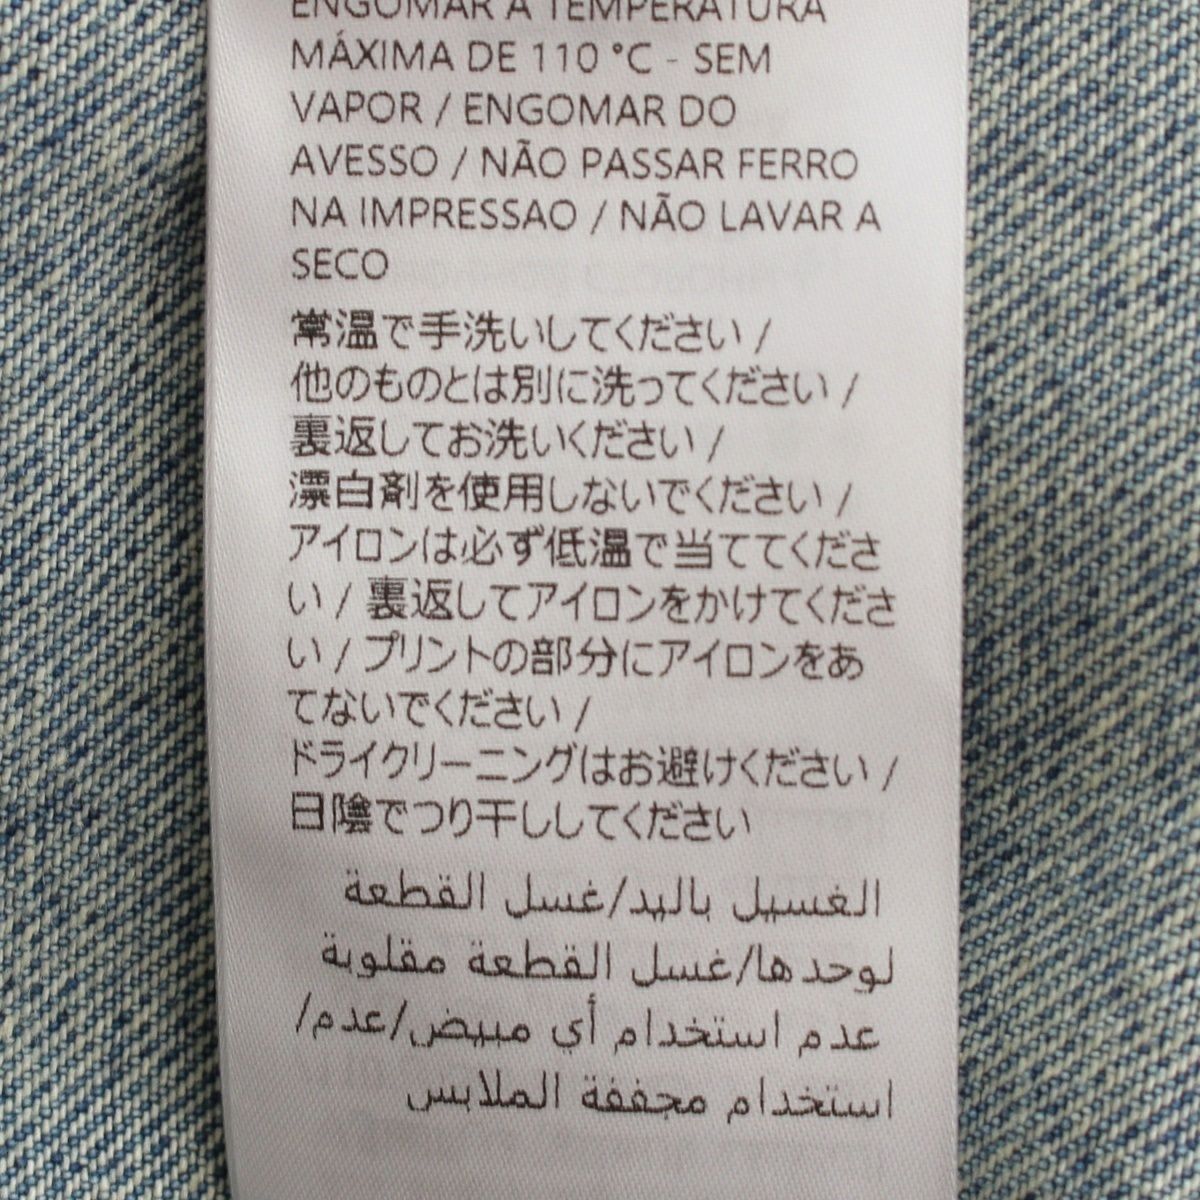 ENGOMAR À TEMPERATURA
MÁXIMA DE 110 °C - SEM
VAPOR / ENGOMAR DO
AVESSO / NÃO PASSAR FERRO
NA IMPRESSAO / NÃO LAVAR A
SECO
常温で手洗いしてください /
他のものとは別に洗ってください /
裏返してお洗いください /
漂白剤を使用しないでください /
アイロンは必ず低温で当ててくださ
い / 裏返してアイロンをかけてくださ
い / プリントの部分にアイロンをあ
てないでください /
ドライクリーニングはお避けください /
日陰でつり干ししてください
الغسيل باليد/غسل القطعة
لوحدها/غسل القطعة مقلوبة
عدم استخدام أي مبيض/عدم/
استخدام مجففة الملابس